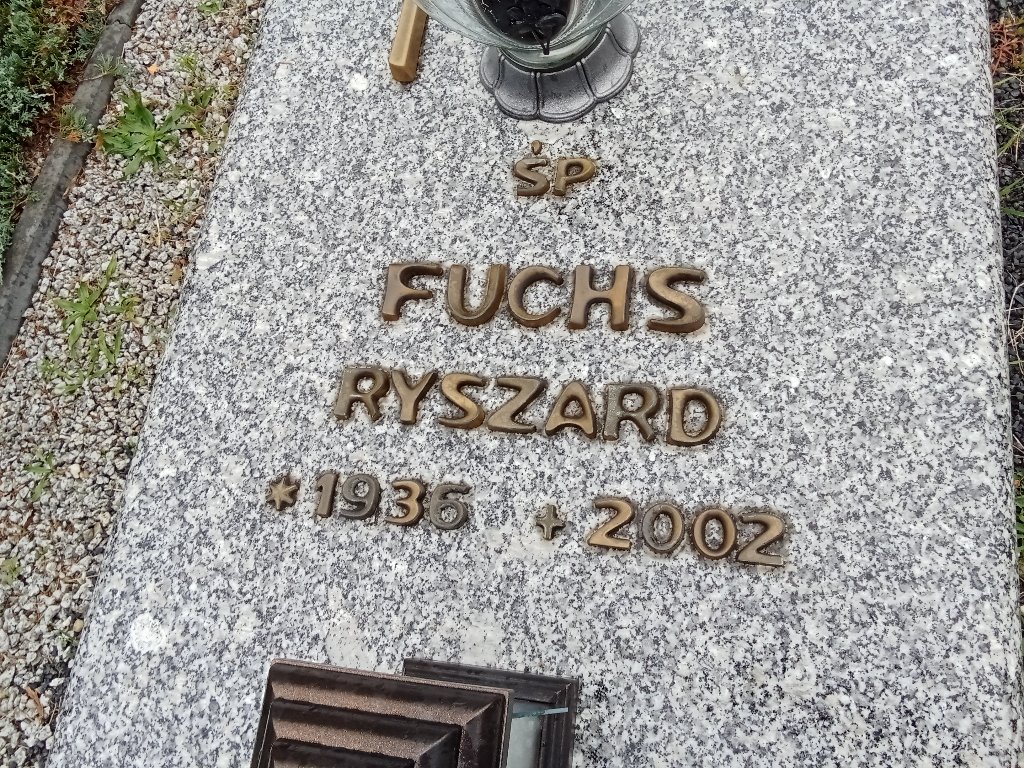 ŚP
FUCHS
RYSZARD
* 1936 + 2002